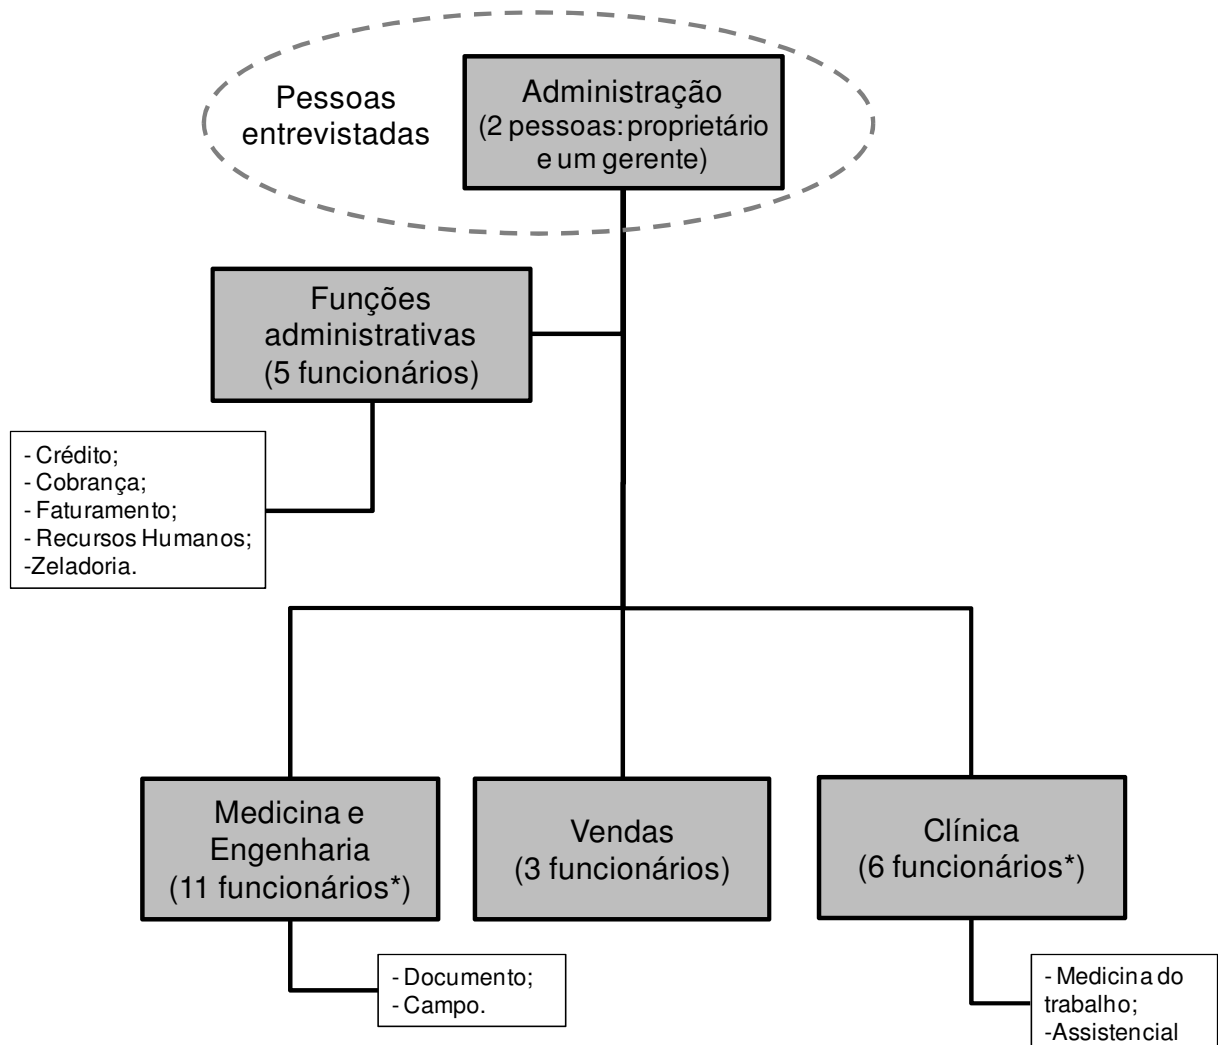 Pessoas
entrevistadas
Administração
(2 pessoas: proprietário
e um gerente)
Funções
administrativas
(5 funcionários)
- Crédito;
- Cobrança;
- Faturamento;
- Recursos Humanos;
-Zeladoria.
Medicina e
Engenharia
(11 funcionários*)
Vendas
(3 funcionários)
Clínica
(6 funcionários*)
- Documento;
- Campo.
- Medicina do
trabalho;
-Assistencial